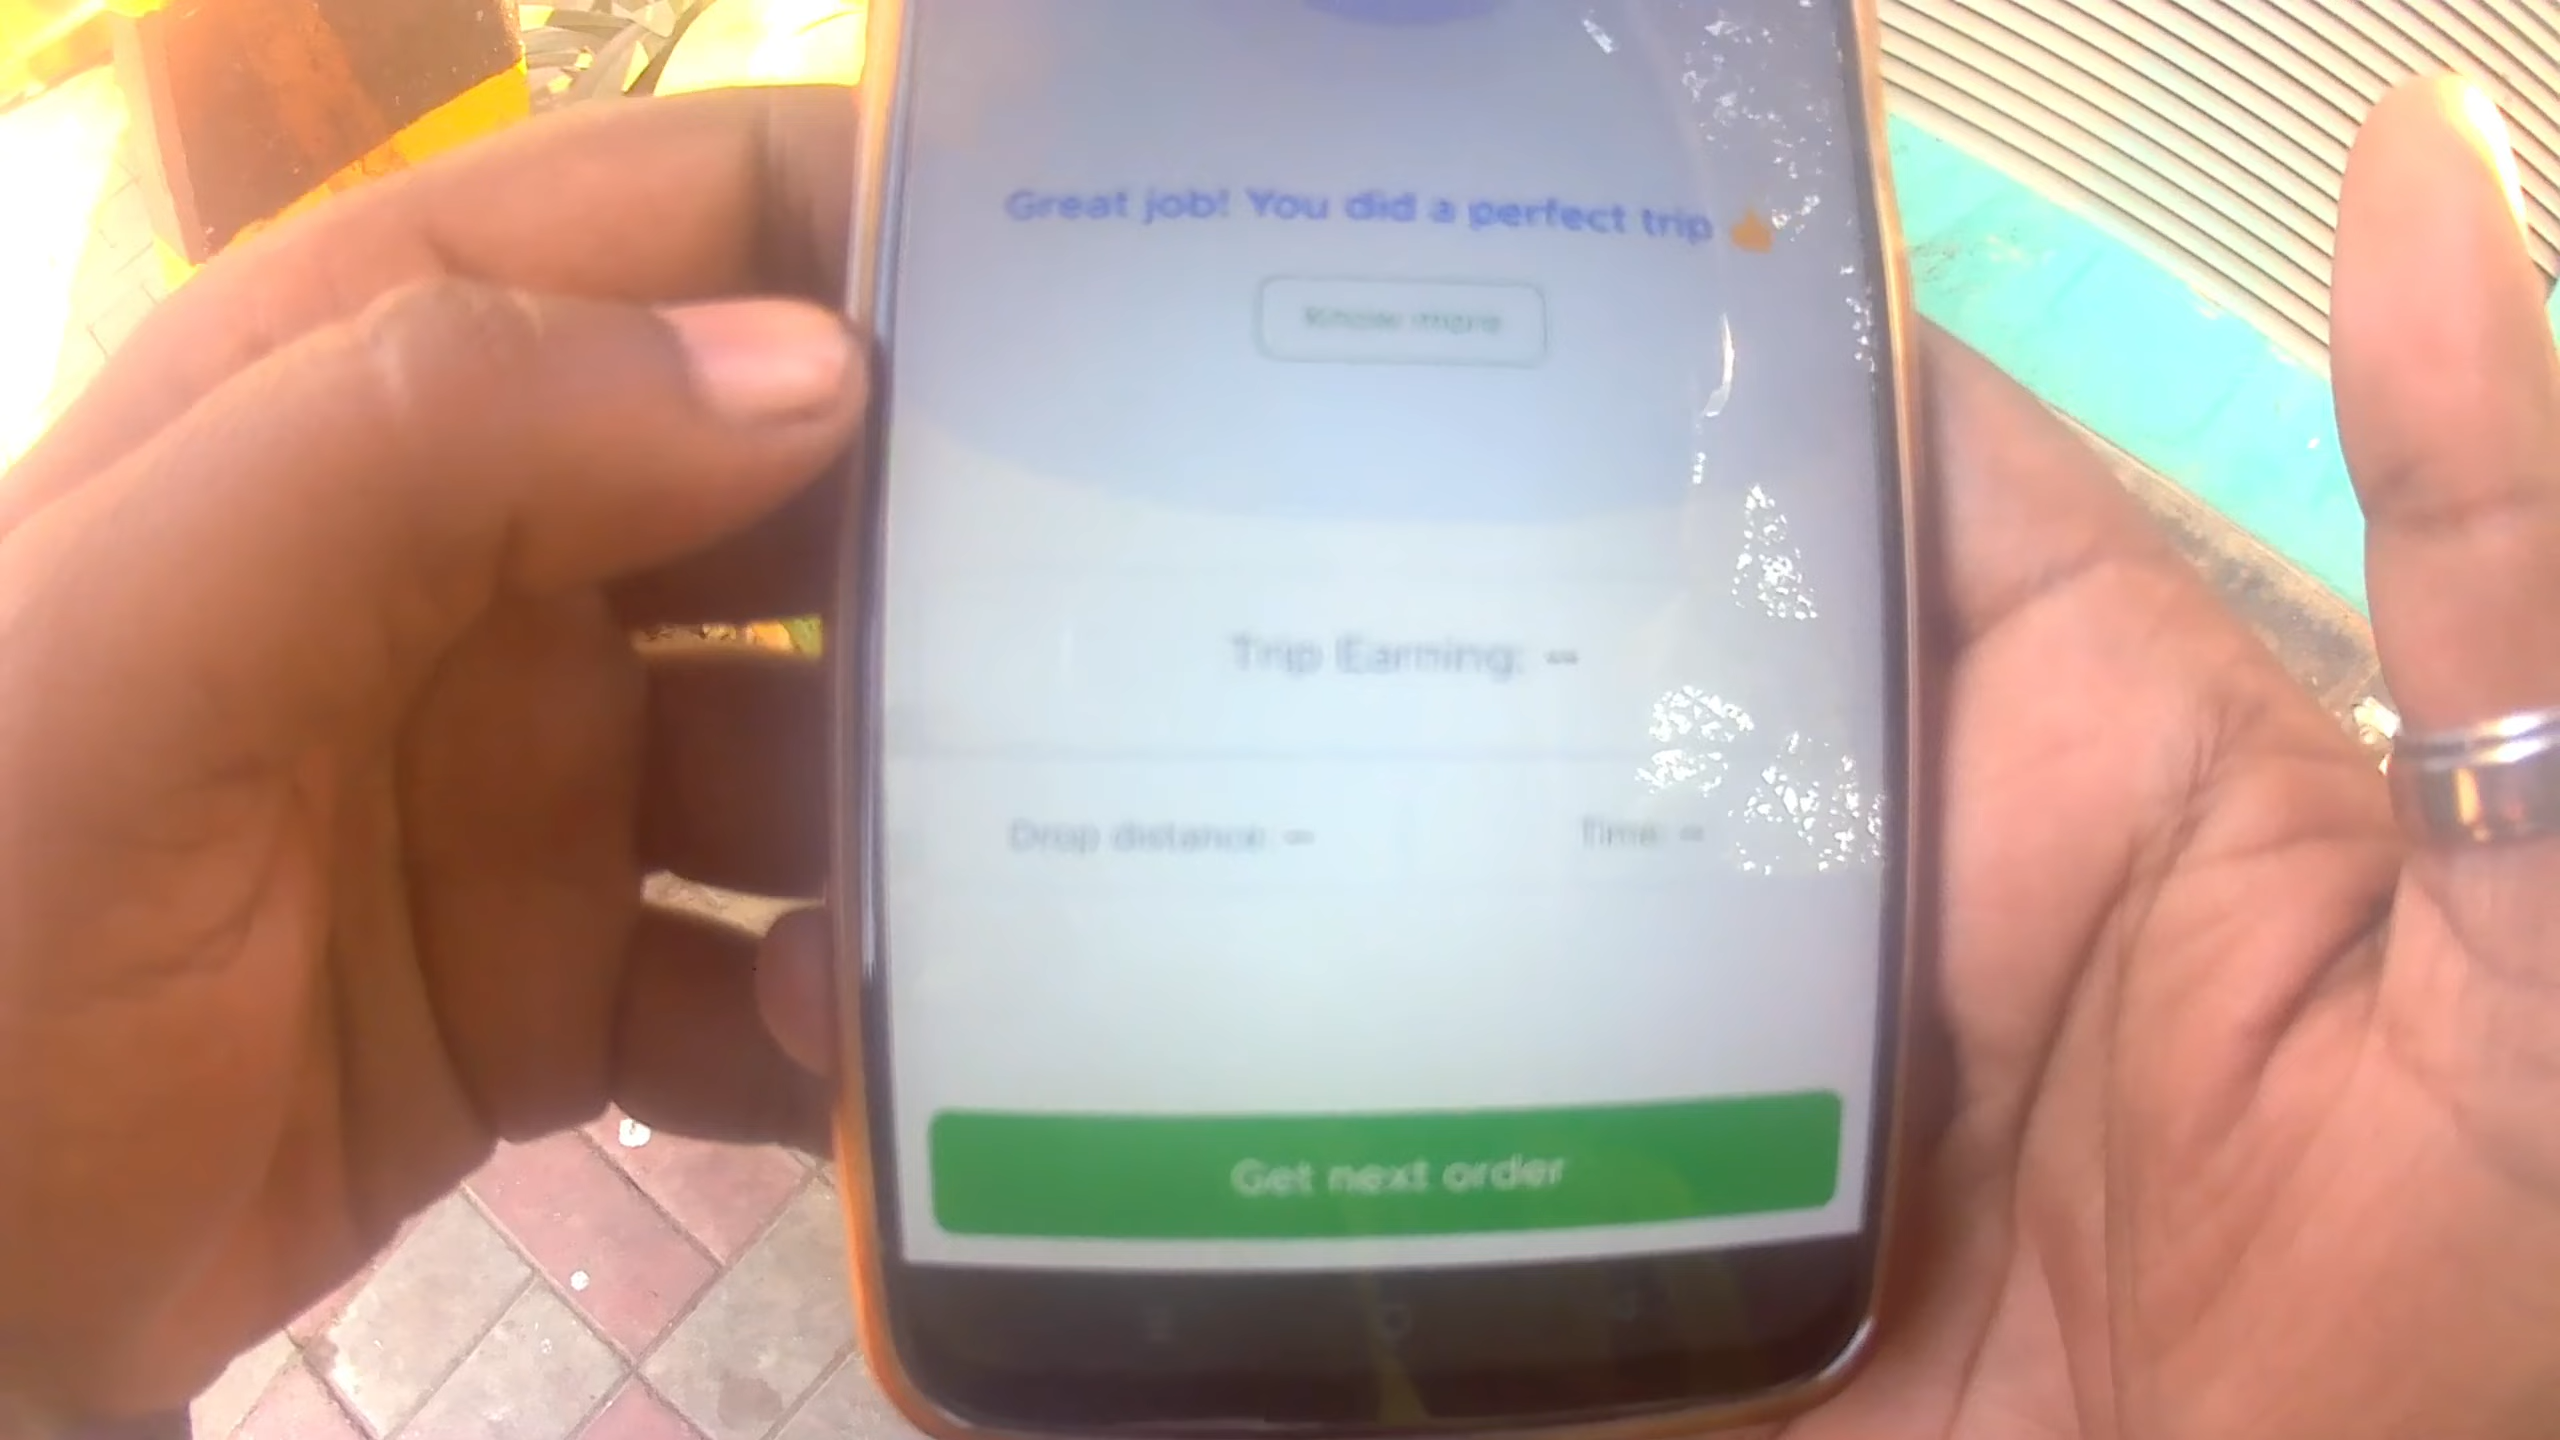 Great job! You did a perfect trip 👍
Know more
Trip Earning: --
Drop distance: --
Time: --
Get next order